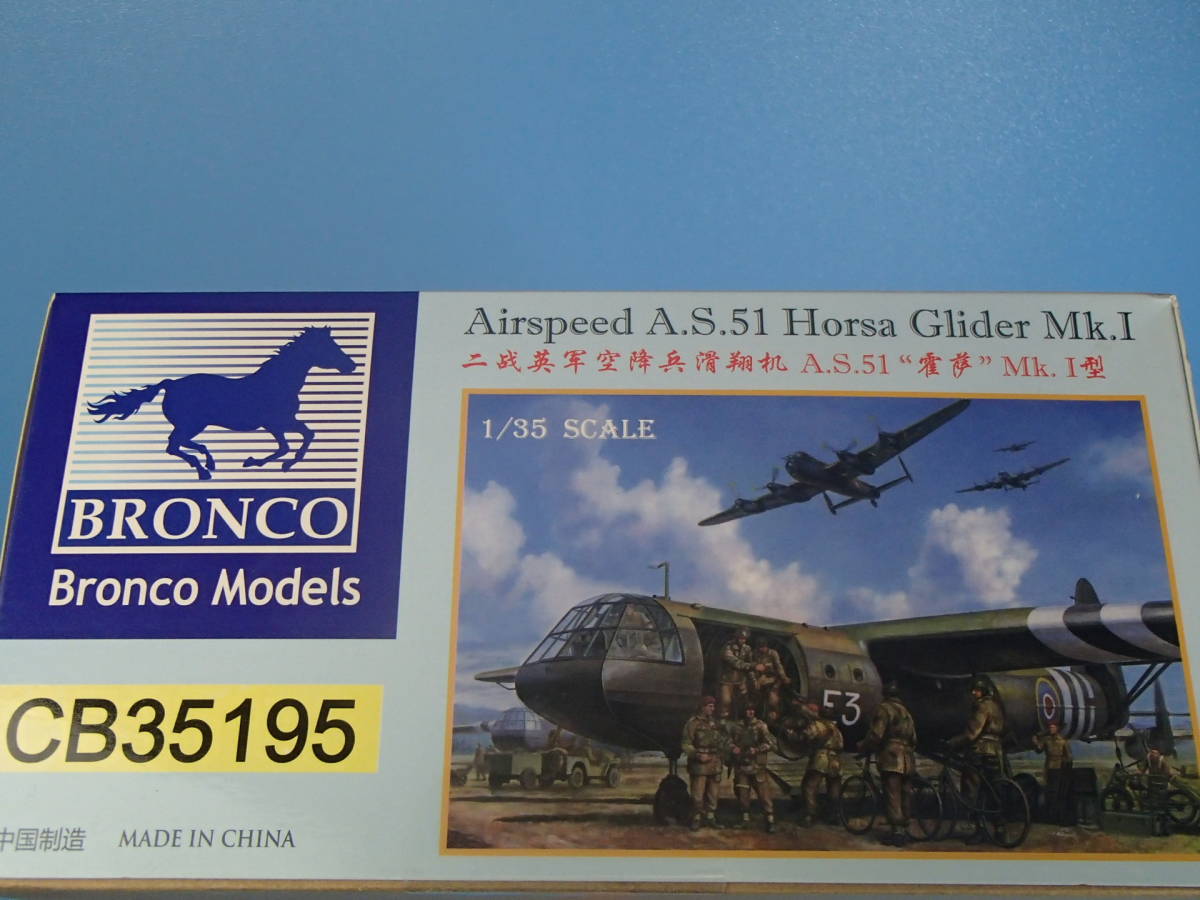 BRONCO
Bronco Models
CB35195
中国制造 MADE IN CHINA
Airspeed A.S.51 Horsa Glider Mk.I
二战英军空降兵滑翔机 A.S.51 “霍萨” Mk. I型
1/35 SCALE
E3